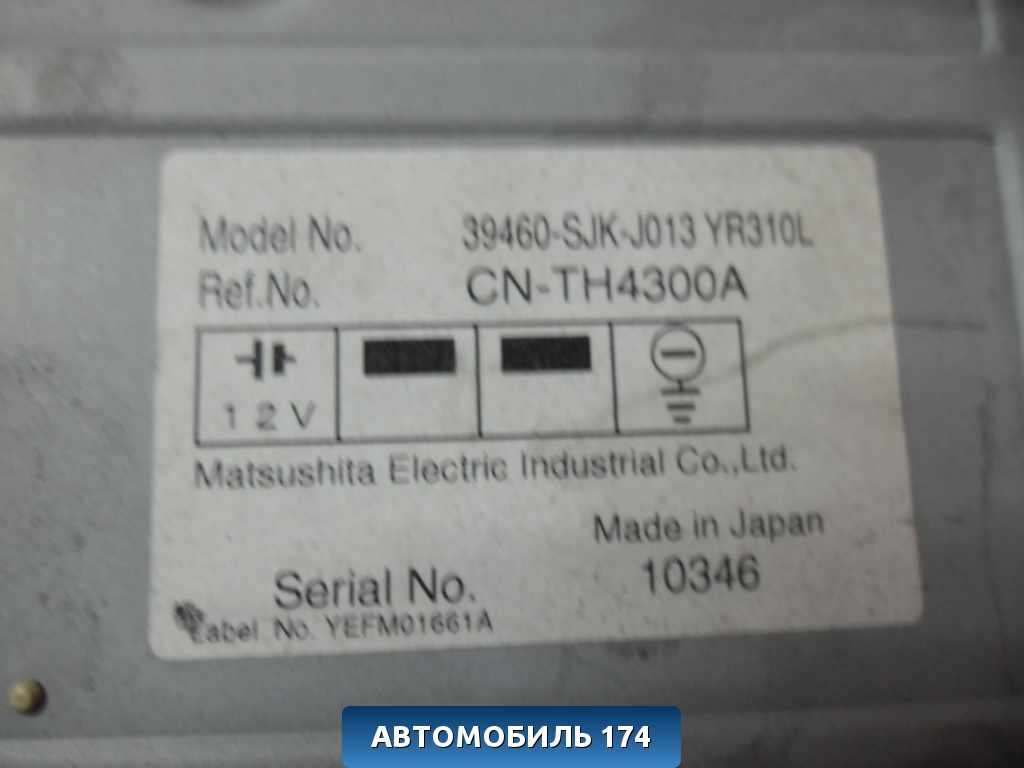 Model No. 39460-SJK-J013 YR310L
Ref.No. CN-TH4300A
12V
Matsushita Electric Industrial Co.,Ltd.
Made in Japan
Serial No. 10346
Label No. YEFM01661A
АВТОМОБИЛЬ 174